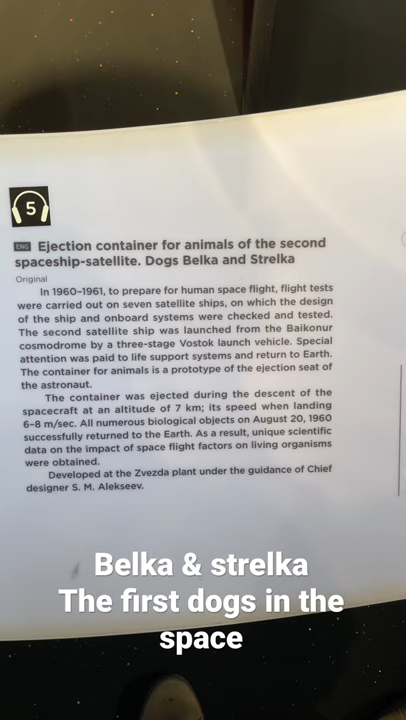 5
ENG Ejection container for animals of the second
spaceship-satellite. Dogs Belka and Strelka
Original
In 1960–1961, to prepare for human space flight, flight tests
were carried out on seven satellite ships, on which the design
of the ship and onboard systems were checked and tested.
The second satellite ship was launched from the Baikonur
cosmodrome by a three-stage Vostok launch vehicle. Special
attention was paid to life support systems and return to Earth.
The container for animals is a prototype of the ejection seat of
the astronaut.
The container was ejected during the descent of the
spacecraft at an altitude of 7 km; its speed when landing
6–8 m/sec. All numerous biological objects on August 20, 1960
successfully returned to the Earth. As a result, unique scientific
data on the impact of space flight factors on living organisms
were obtained.
Developed at the Zvezda plant under the guidance of Chief
designer S. M. Alekseev.
Belka & strelka
The first dogs in the
space